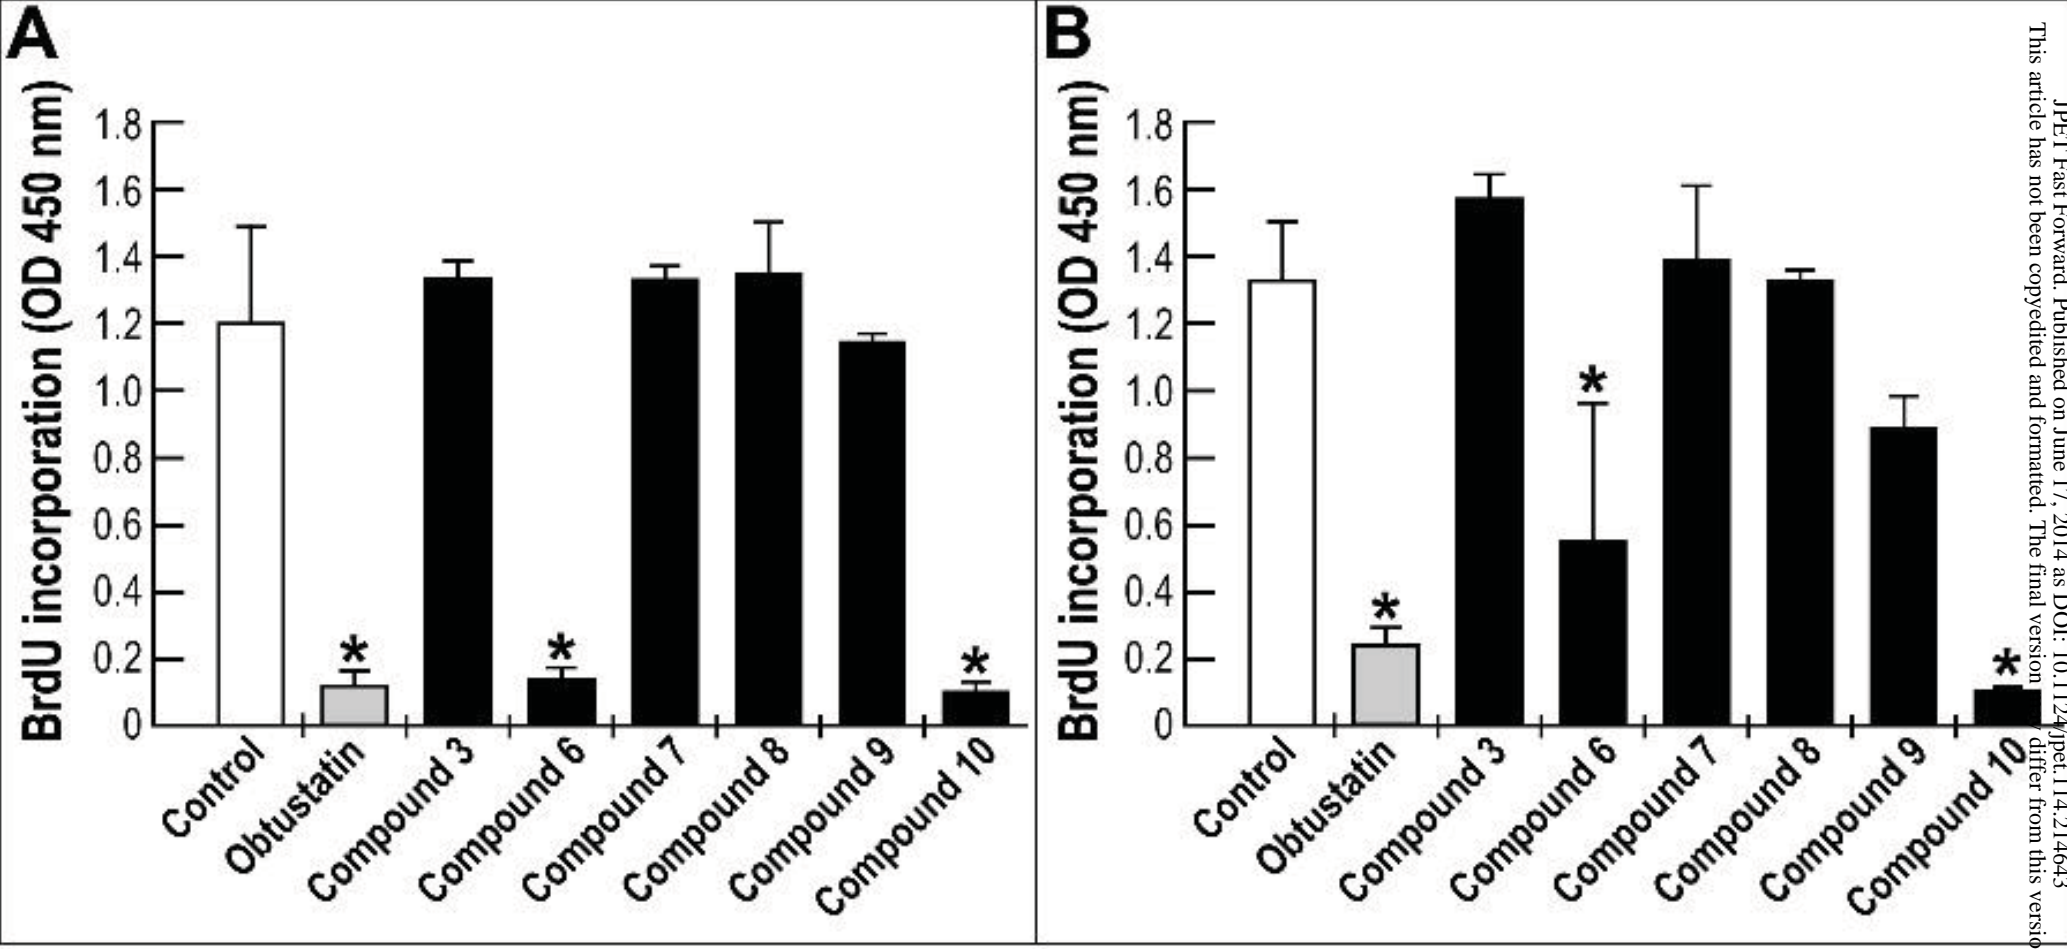 A
BrdU incorporation (OD 450 nm)
1.8
1.6
1.4
1.2
1.0
0.8
0.6
0.4
0.2
0
*
*
*
Control
Obtustatin
Compound 3
Compound 6
Compound 7
Compound 8
Compound 9
Compound 10
B
BrdU incorporation (OD 450 nm)
1.8
1.6
1.4
1.2
1.0
0.8
0.6
0.4
0.2
0
*
*
*
Control
Obtustatin
Compound 3
Compound 6
Compound 7
Compound 8
Compound 9
Compound 10
JPET Fast Forward. Published on June 17, 2014 as DOI: 10.1124/jpet.114.214643
This article has not been copyedited and formatted. The final version differ from this versio